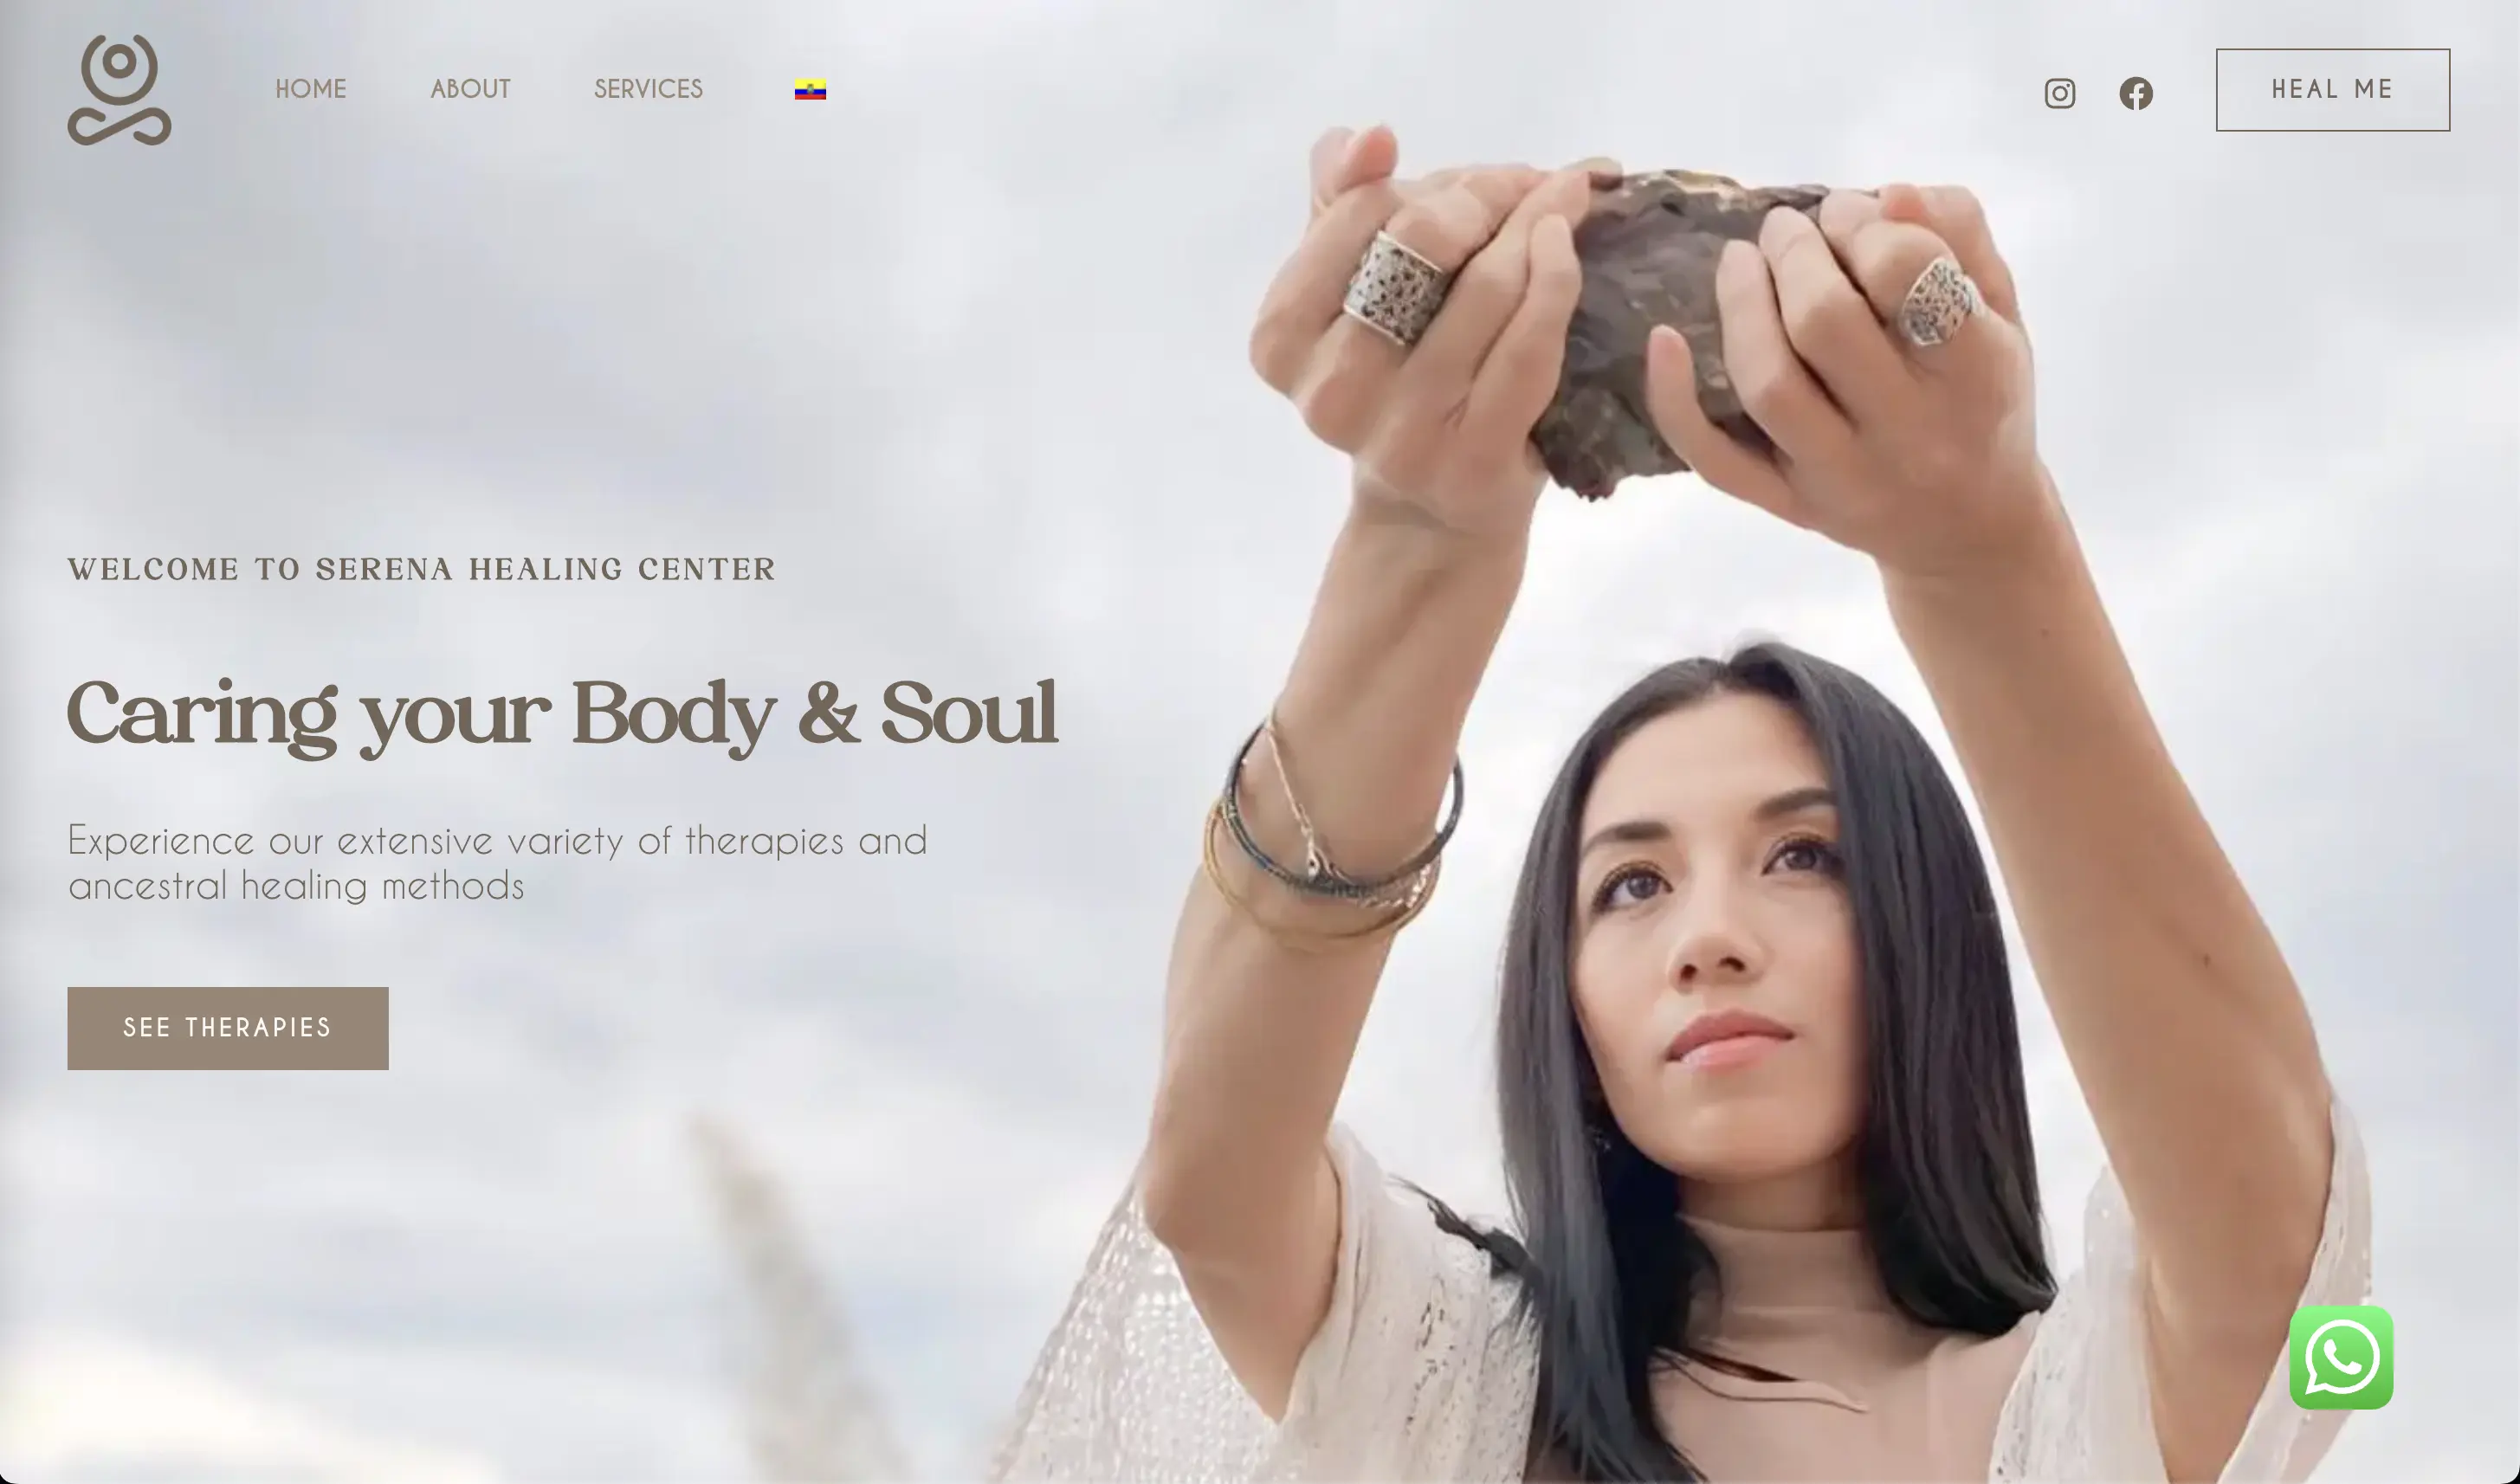 HOME
ABOUT
SERVICES
HEAL ME
WELCOME TO SERENA HEALING CENTER
Caring your Body & Soul
Experience our extensive variety of therapies and
ancestral healing methods
SEE THERAPIES